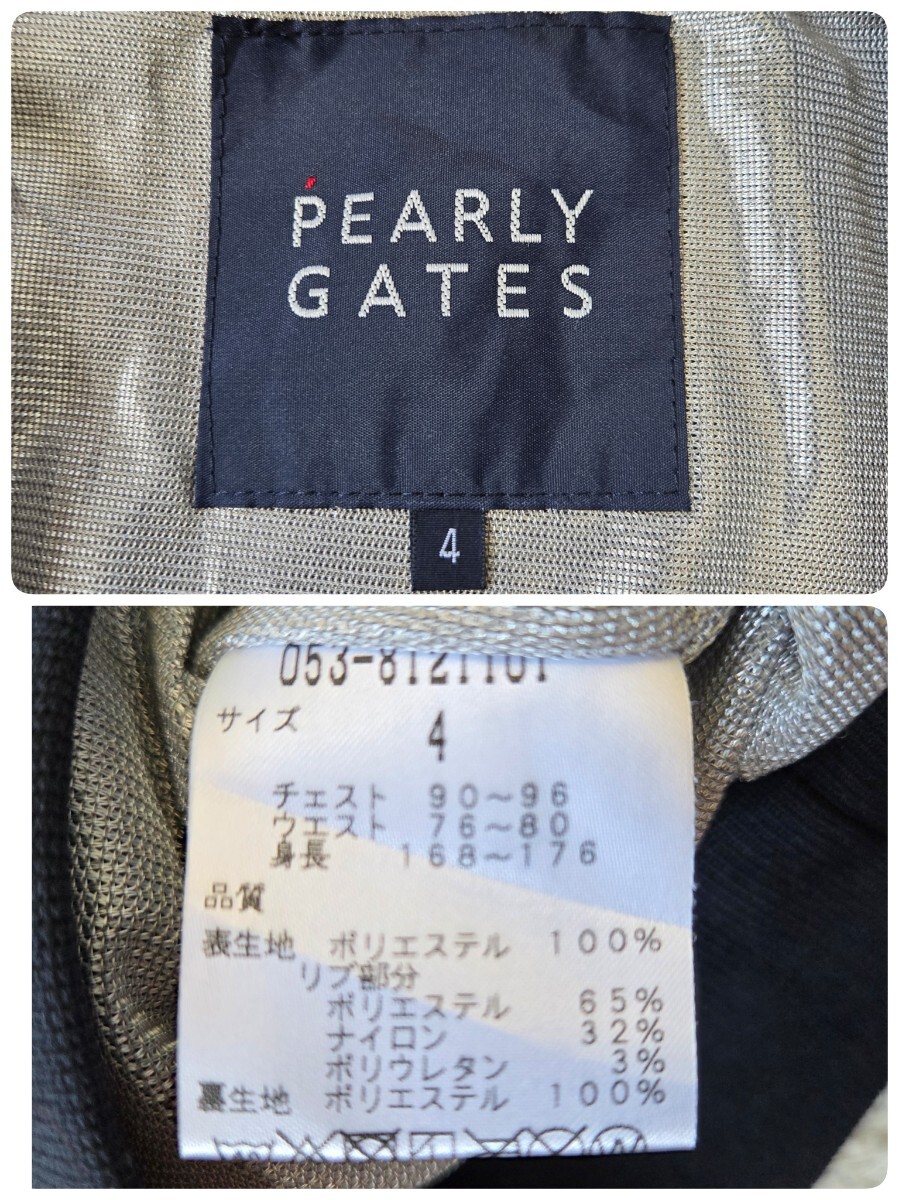 PEARLY
GATES
4
053-8121101
サイズ 4
チェスト 90～96
ウエスト 76～80
身長 168～176
品質
表生地 ポリエステル 100%
リブ部分
ポリエステル 65%
ナイロン 32%
ポリウレタン 3%
裏生地 ポリエステル 100%